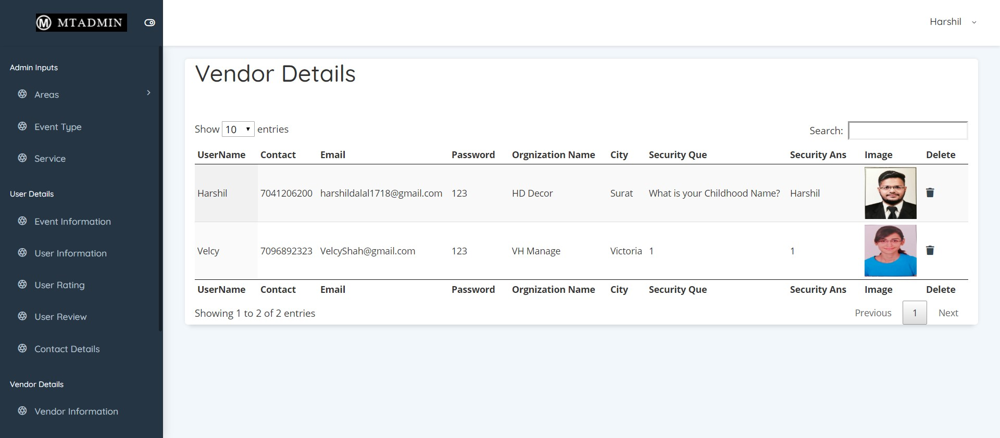 M MTADMIN
Harshil
Admin Inputs
Areas
Event Type
Service
User Details
Event Information
User Information
User Rating
User Review
Contact Details
Vendor Details
Vendor Information
Vendor Details
Show 10 entries
Search:
UserName Contact Email Password Orgnization Name City Security Que Security Ans Image Delete
Harshil 7041206200 harshildalal1718@gmail.com 123 HD Decor Surat What is your Childhood Name? Harshil
Velcy 7096892323 VelcyShah@gmail.com 123 VH Manage Victoria 1 1
UserName Contact Email Password Orgnization Name City Security Que Security Ans Image Delete
Showing 1 to 2 of 2 entries
Previous 1 Next